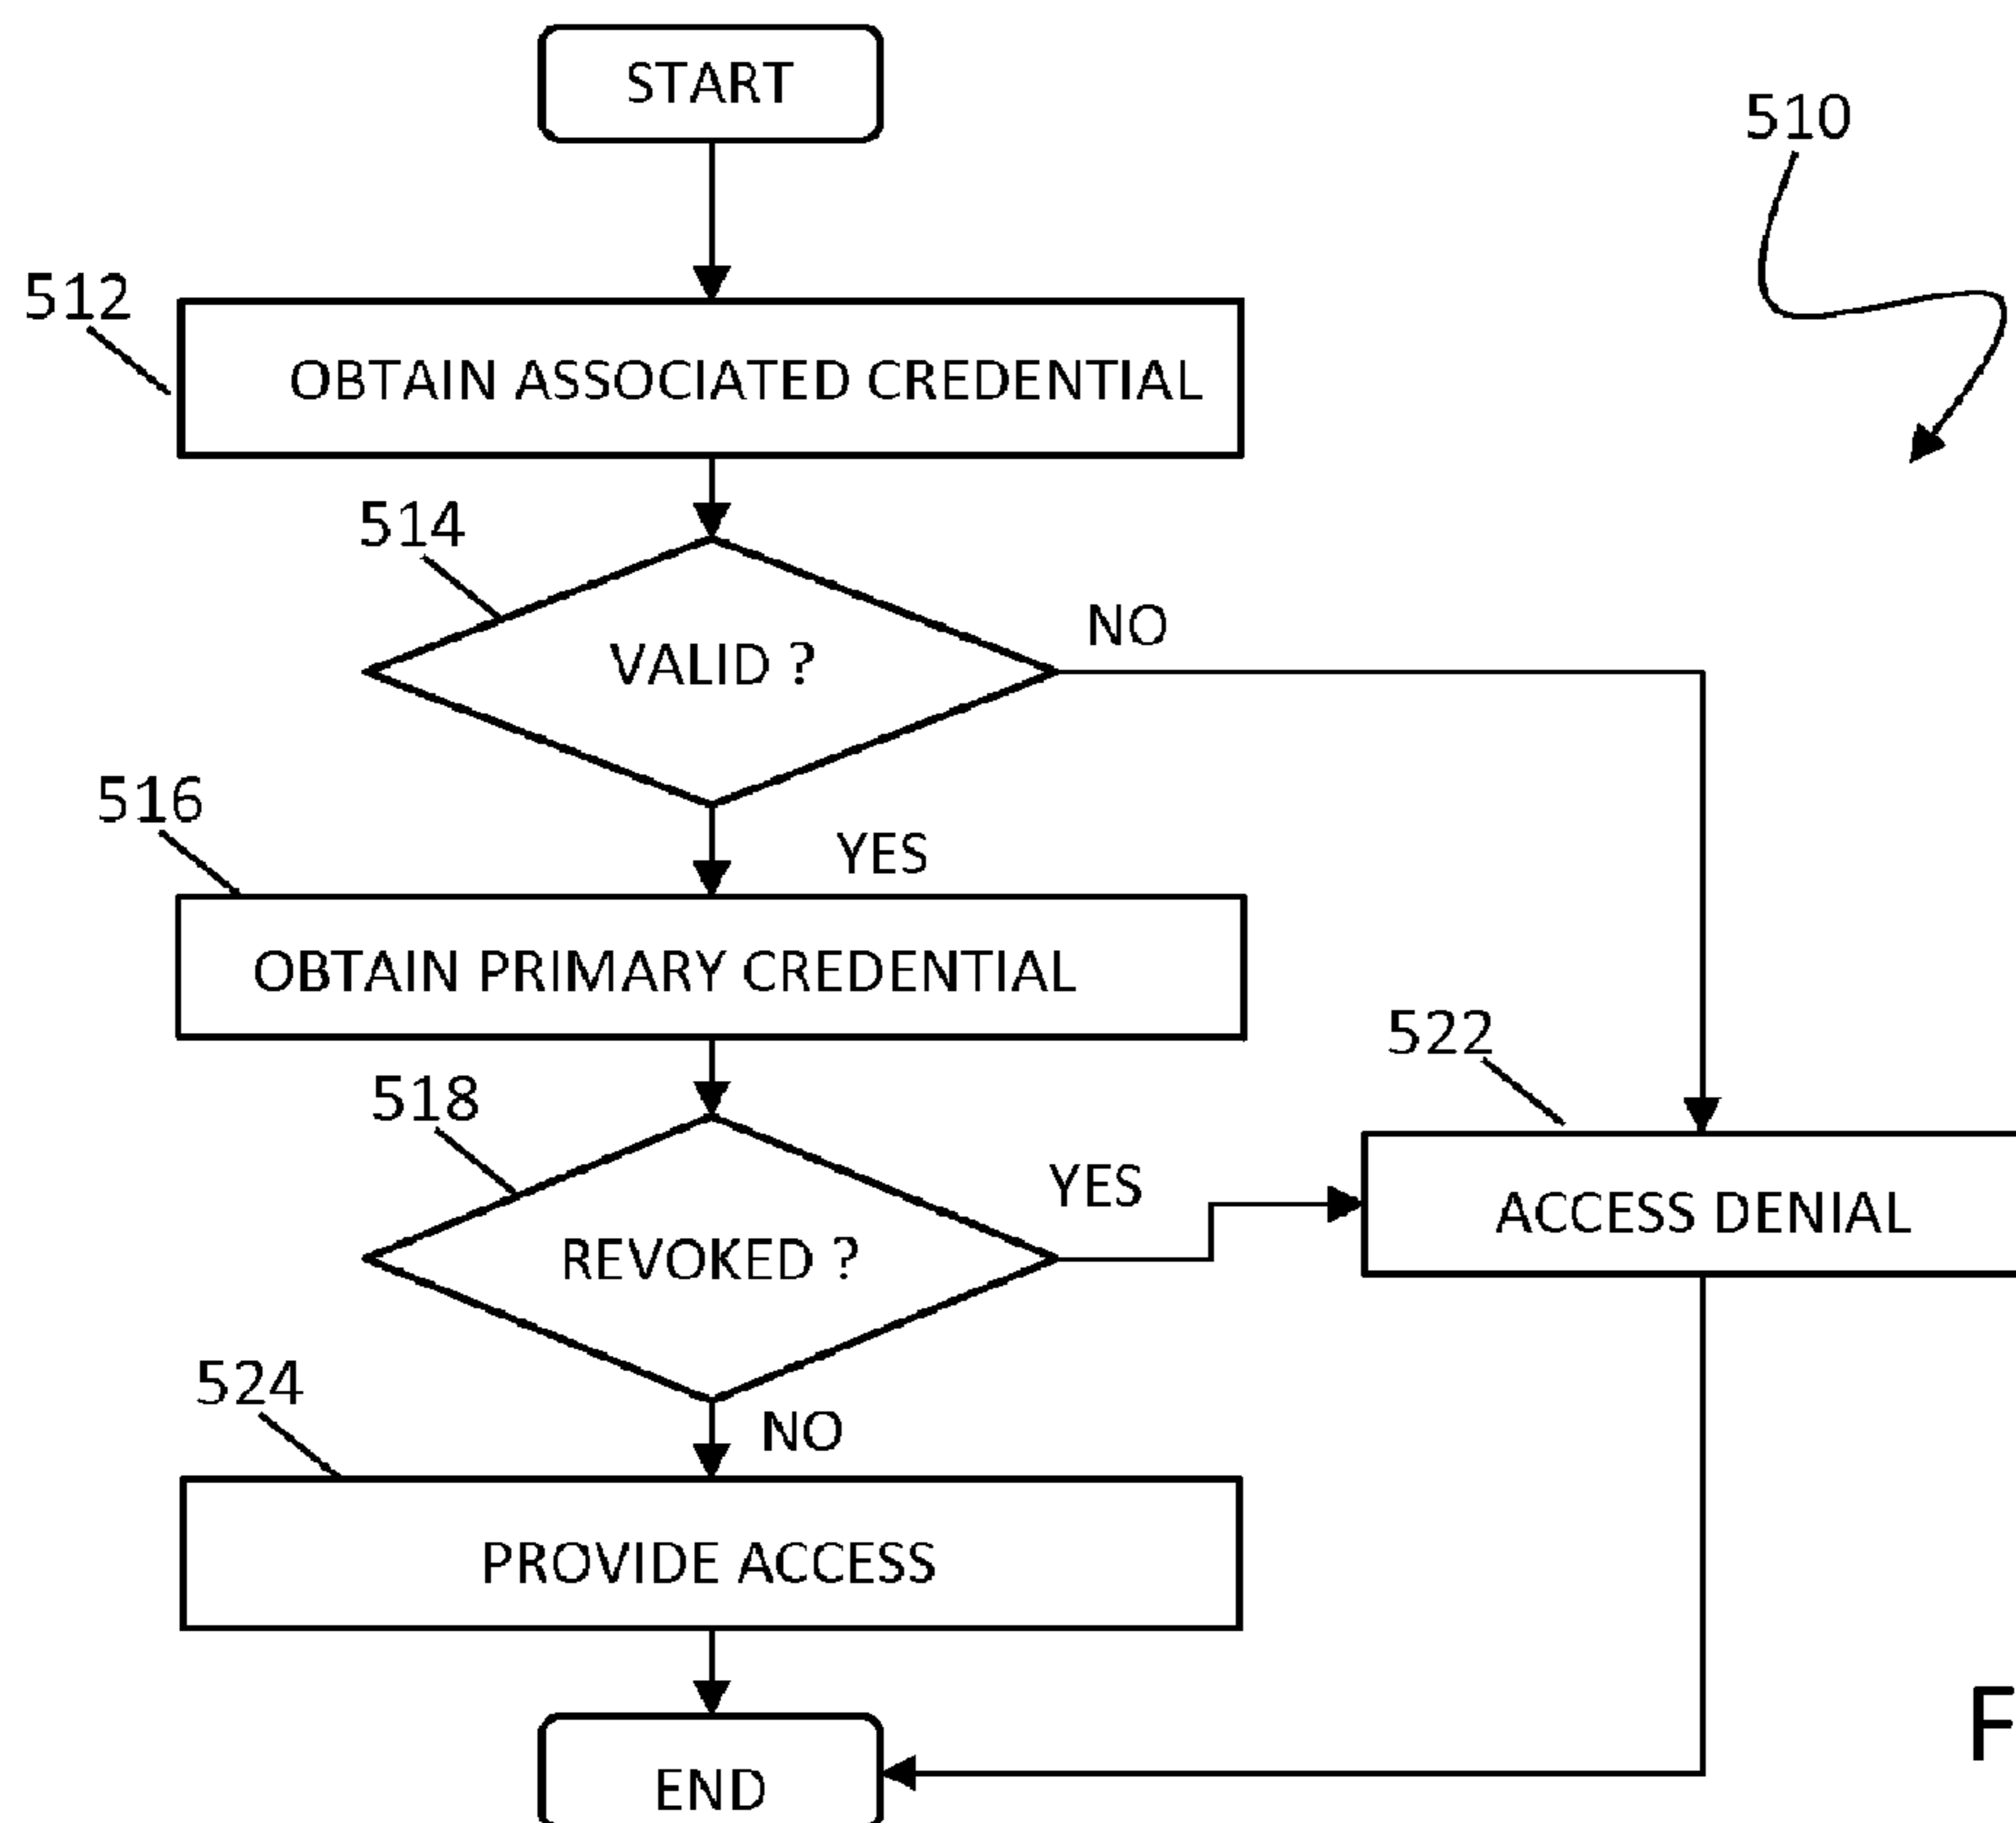 START
510
512
OBTAIN ASSOCIATED CREDENTIAL
514
VALID ?
NO
516
YES
OBTAIN PRIMARY CREDENTIAL
522
518
YES
REVOKED ?
ACCESS DENIAL
524
NO
PROVIDE ACCESS
F
END